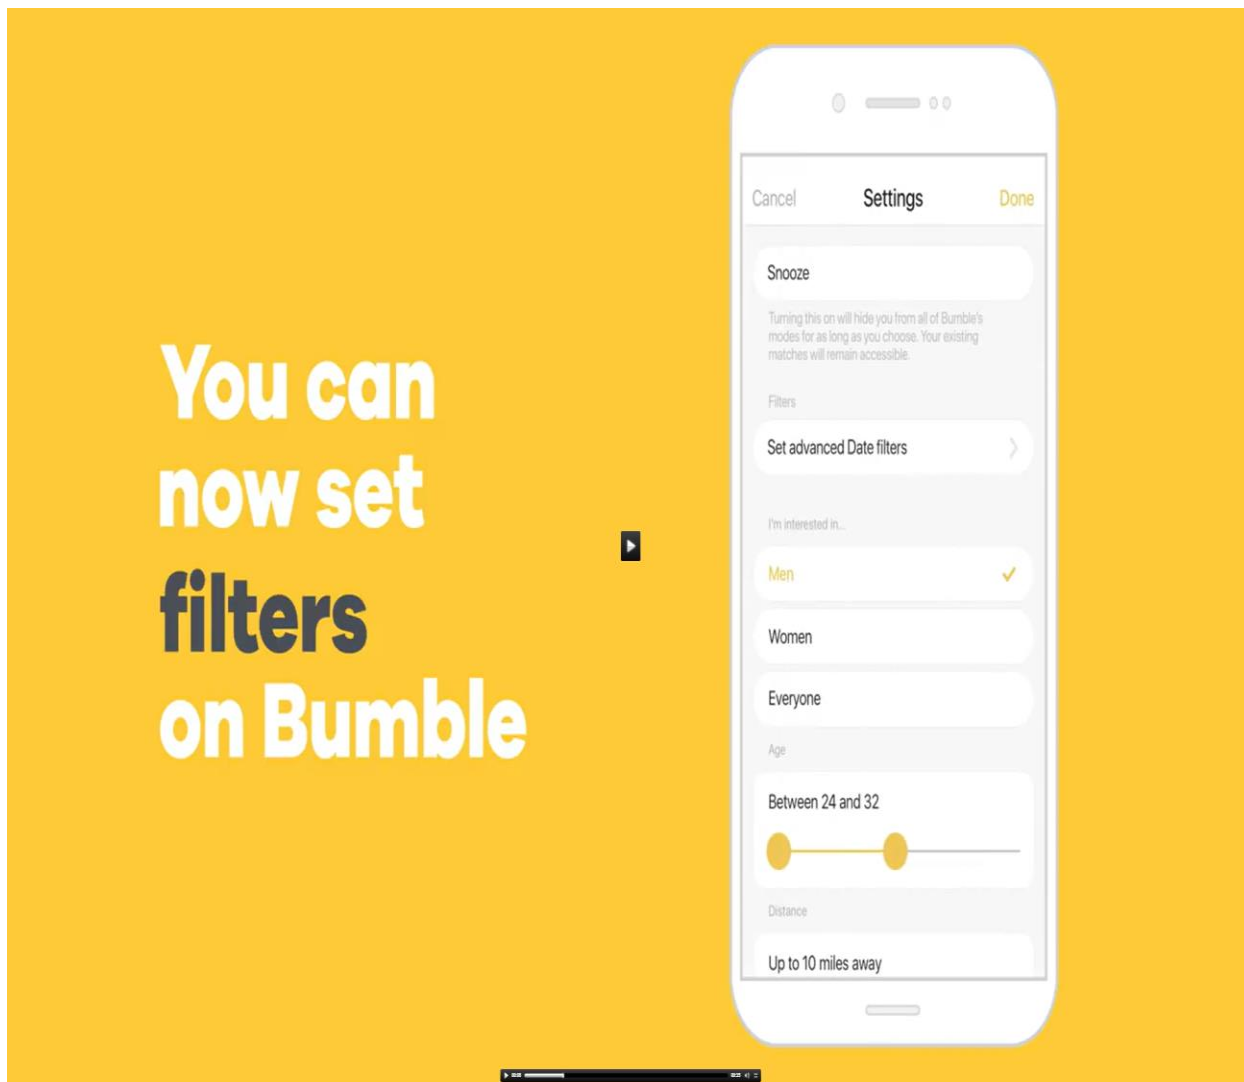 You can
now set
filters
on Bumble
Cancel Settings Done
Snooze
Turning this on will hide you from all of Bumble's
modes for as long as you choose. Your existing
matches will remain accessible.
Filters
Set advanced Date filters
I'm interested in...
Men
Women
Everyone
Age
Between 24 and 32
Distance
Up to 10 miles away